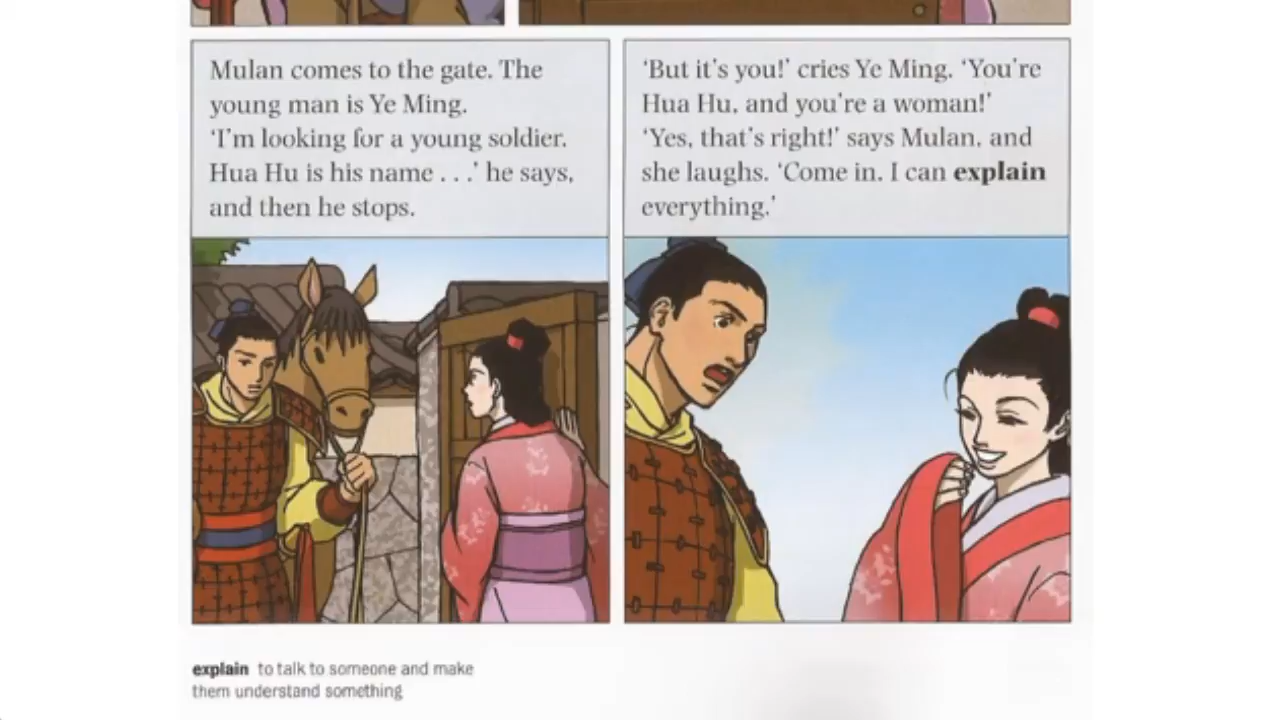 Mulan comes to the gate. The
young man is Ye Ming.
‘I’m looking for a young soldier.
Hua Hu is his name . . .’ he says,
and then he stops.
‘But it’s you!’ cries Ye Ming. ‘You’re
Hua Hu, and you’re a woman!’
‘Yes, that’s right!’ says Mulan, and
she laughs. ‘Come in. I can explain
everything.’
explain to talk to someone and make
them understand something